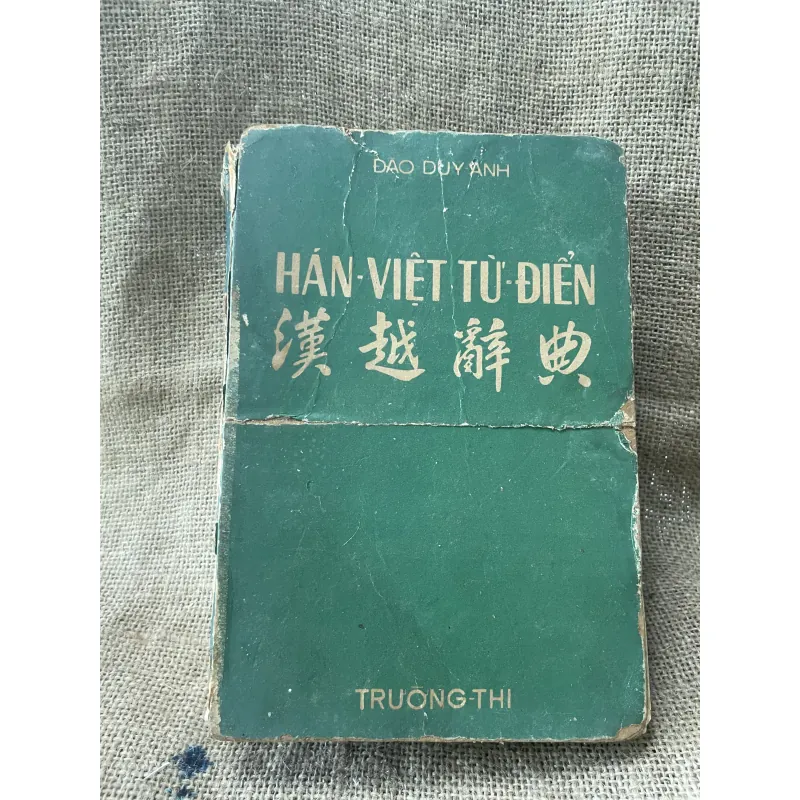 ĐÀO DUY ANH
HÁN-VIỆT TỪ-ĐIỂN
漢越辭典
TRƯỜNG-THI